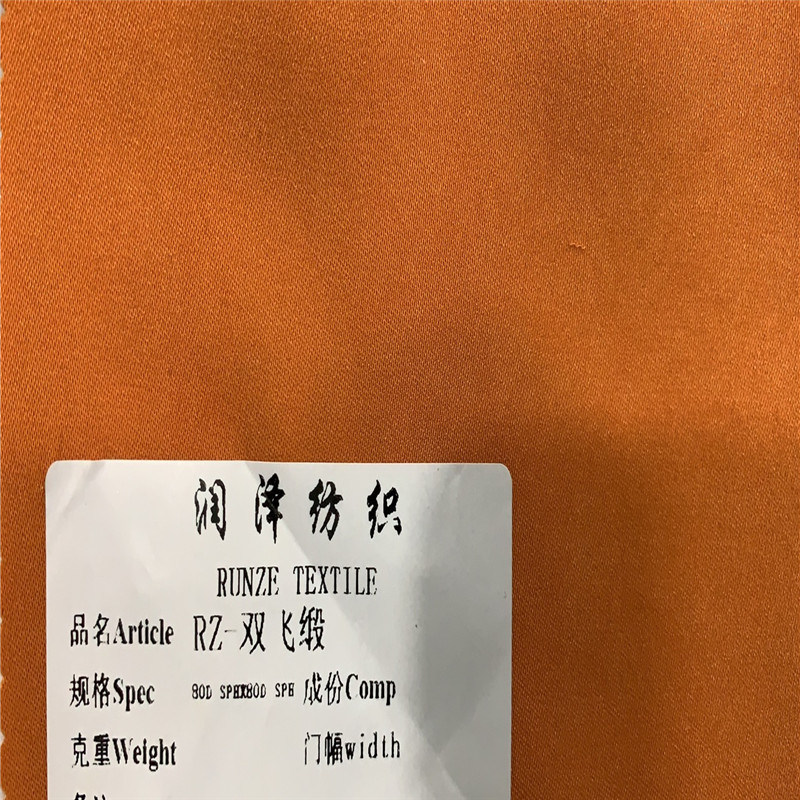 润泽纺织
RUNZE TEXTILE
品名Article RZ-双飞缎
规格Spec 80D SPHX80D SPH 成份Comp
克重Weight 门幅width